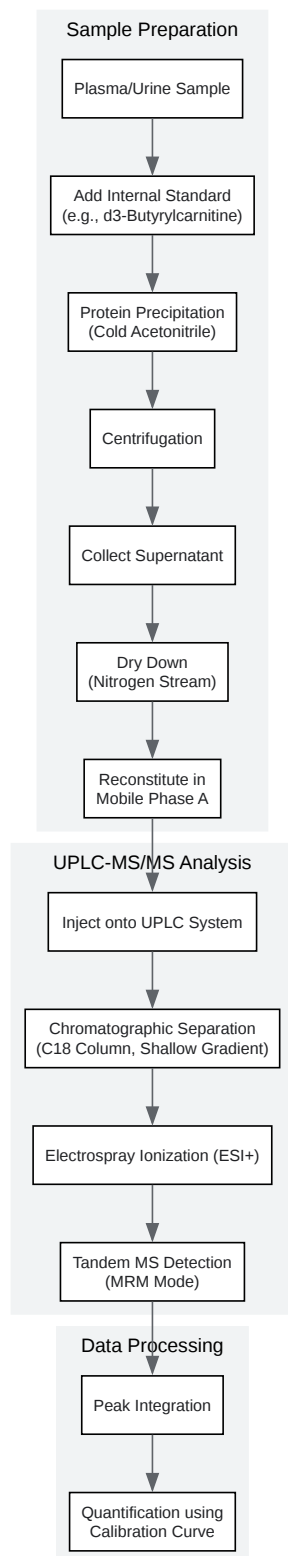 Sample Preparation
Plasma/Urine Sample
Add Internal Standard
(e.g., d3-Butyrylcarnitine)
Protein Precipitation
(Cold Acetonitrile)
Centrifugation
Collect Supernatant
Dry Down
(Nitrogen Stream)
Reconstitute in
Mobile Phase A
UPLC-MS/MS Analysis
Inject onto UPLC System
Chromatographic Separation
(C18 Column, Shallow Gradient)
Electrospray Ionization (ESI+)
Tandem MS Detection
(MRM Mode)
Data Processing
Peak Integration
Quantification using
Calibration Curve